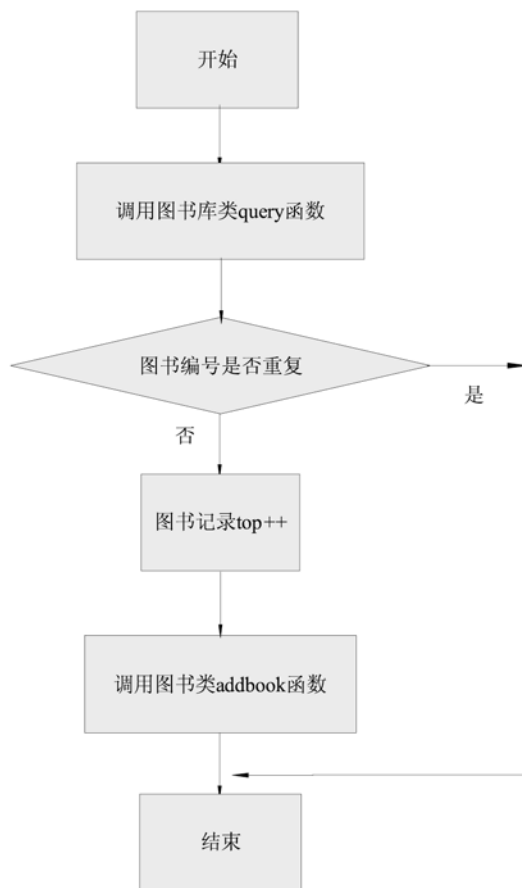 开始
调用图书库类query函数
图书编号是否重复
是
否
图书记录top++
调用图书类addbook函数
结束